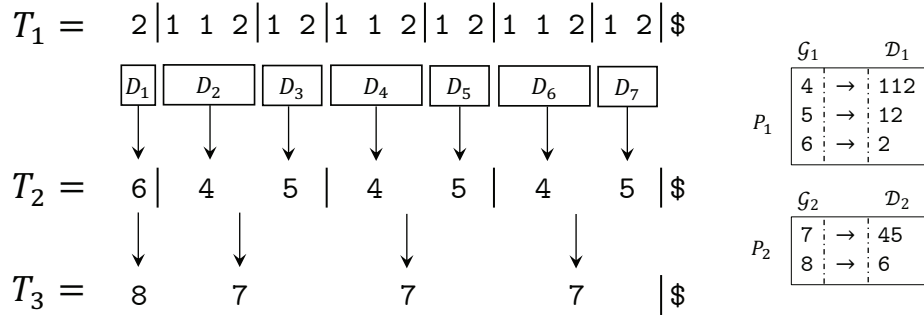 T₁ = 2|1 1 2|1 2|1 1 2|1 2|1 1 2|1 2|$
D₁ D₂ D₃ D₄ D₅ D₆ D₇
T₂ = 6| 4 5 | 4 5 | 4 5 |$
T₃ = 8 7 7 7 |$
𝒢₁ 𝒟₁
4 → 112
P₁ 5 → 12
6 → 2
𝒢₂ 𝒟₂
P₂ 7 → 45
8 → 6